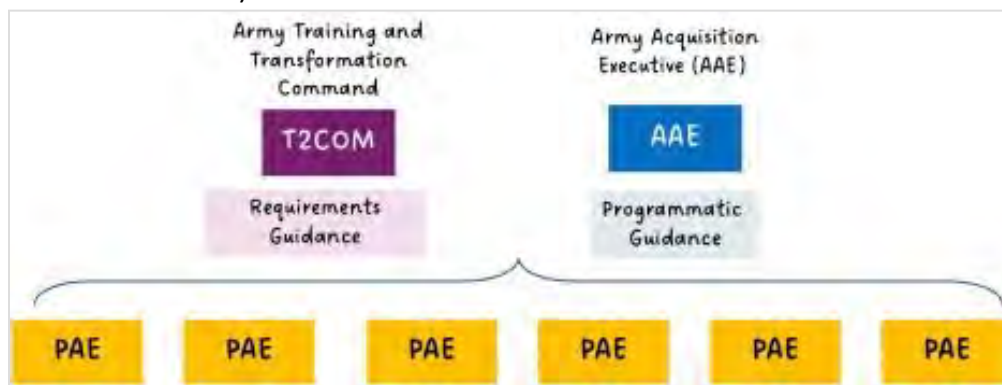 Army Training and
Transformation
Command
T2COM
Requirements
Guidance
Army Acquisition
Executive (AAE)
AAE
Programmatic
Guidance
PAE
PAE
PAE
PAE
PAE
PAE